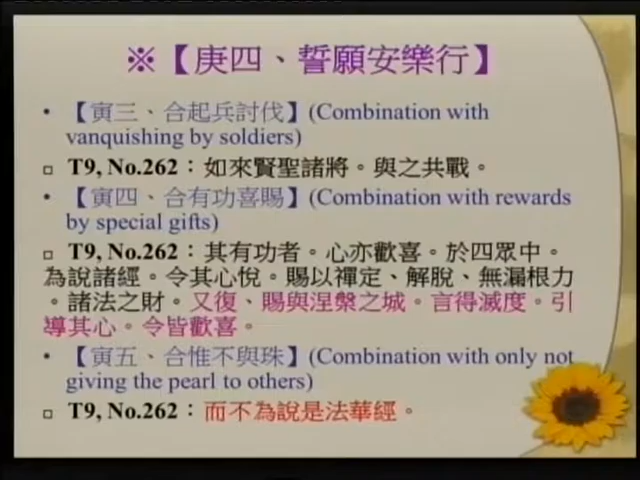 ※【庚四、誓願安樂行】
• 【寅三、合起兵討伐】(Combination with
vanquishing by soldiers)
□ T9, No.262：如來賢聖諸將。與之共戰。
• 【寅四、合有功喜賜】(Combination with rewards
by special gifts)
□ T9, No.262：其有功者。心亦歡喜。於四眾中。
為說諸經。令其心悅。賜以禪定、解脫、無漏根力
。諸法之財。又復、賜與涅槃之城。言得滅度。引
導其心。令皆歡喜。
• 【寅五、合惟不與珠】(Combination with only not
giving the pearl to others)
□ T9, No.262：而不為說是法華經。